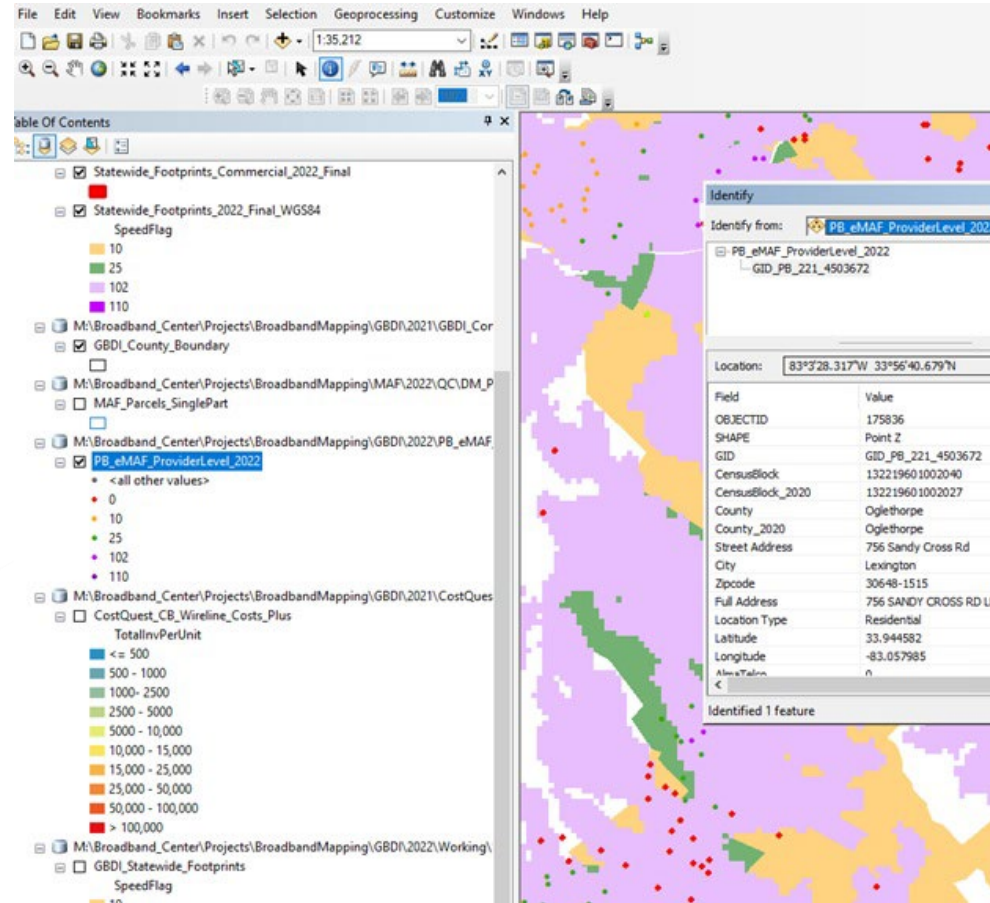 File Edit View Bookmarks Insert Selection Geoprocessing Customize Windows Help
1:35,212
able Of Contents
Statewide_Footprints_Commercial_2022_Final
Statewide_Footprints_2022_Final_WGS84
SpeedFlag
10
25
102
110
M:\Broadband_Center\Projects\BroadbandMapping\GBDI\2021\GBDI_Cor
GBDI_County_Boundary
M:\Broadband_Center\Projects\BroadbandMapping\MAF\2022\QC\DM_P
MAF_Parcels_SinglePart
M:\Broadband_Center\Projects\BroadbandMapping\GBDI\2022\PB_eMAF_
PB_eMAF_ProviderLevel_2022
<all other values>
0
10
25
102
110
M:\Broadband_Center\Projects\BroadbandMapping\GBDI\2021\CostQues
CostQuest_CB_Wireline_Costs_Plus
TotalInvPerUnit
<= 500
500 - 1000
1000- 2500
2500 - 5000
5000 - 10,000
10,000 - 15,000
15,000 - 25,000
25,000 - 50,000
50,000 - 100,000
> 100,000
M:\Broadband_Center\Projects\BroadbandMapping\GBDI\2022\Working\
GBDI_Statewide_Footprints
SpeedFlag
10
Identify
Identify from: PB_eMAF_ProviderLevel_202
PB_eMAF_ProviderLevel_2022
GID_PB_221_4503672
Location: 83°3'28.317"W 33°56'40.679"N
Field Value
OBJECTID 175836
SHAPE Point Z
GID GID_PB_221_4503672
CensusBlock 132219601002040
CensusBlock_2020 132219601002027
County Oglethorpe
County_2020 Oglethorpe
Street Address 756 Sandy Cross Rd
City Lexington
Zipcode 30648-1515
Full Address 756 SANDY CROSS RD L
Location Type Residential
Latitude 33.944582
Longitude -83.057985
AlmaTelco 0
Identified 1 feature